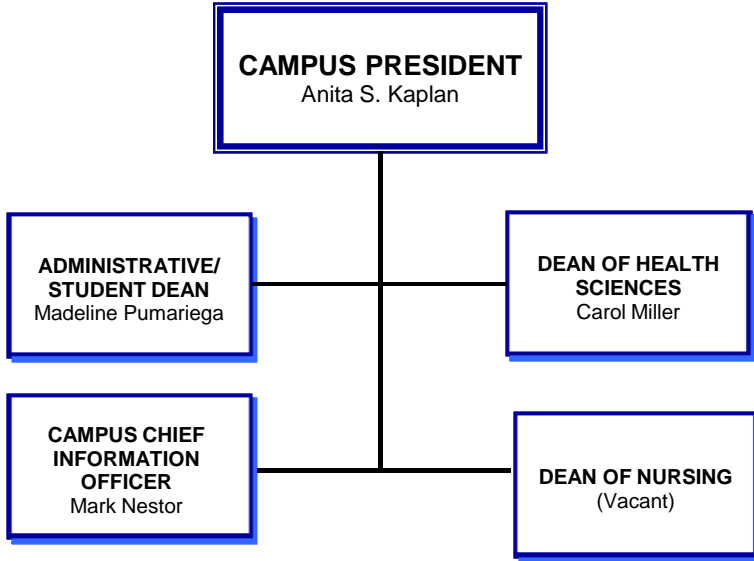 CAMPUS PRESIDENT
Anita S. Kaplan
ADMINISTRATIVE/
STUDENT DEAN
Madeline Pumariega
DEAN OF HEALTH
SCIENCES
Carol Miller
CAMPUS CHIEF
INFORMATION
OFFICER
Mark Nestor
DEAN OF NURSING
(Vacant)